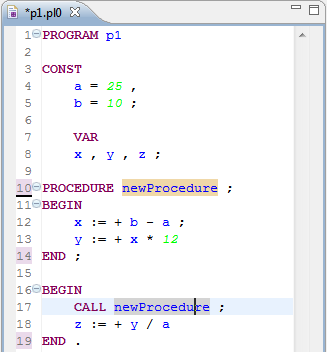 *p1.pl0
1 PROGRAM p1
2
3 CONST
4 a = 25 ,
5 b = 10 ;
6
7 VAR
8 x , y , z ;
9
10 PROCEDURE newProcedure ;
11 BEGIN
12 x := + b - a ;
13 y := + x * 12
14 END ;
15
16 BEGIN
17 CALL newProcedure ;
18 z := + y / a
19 END .